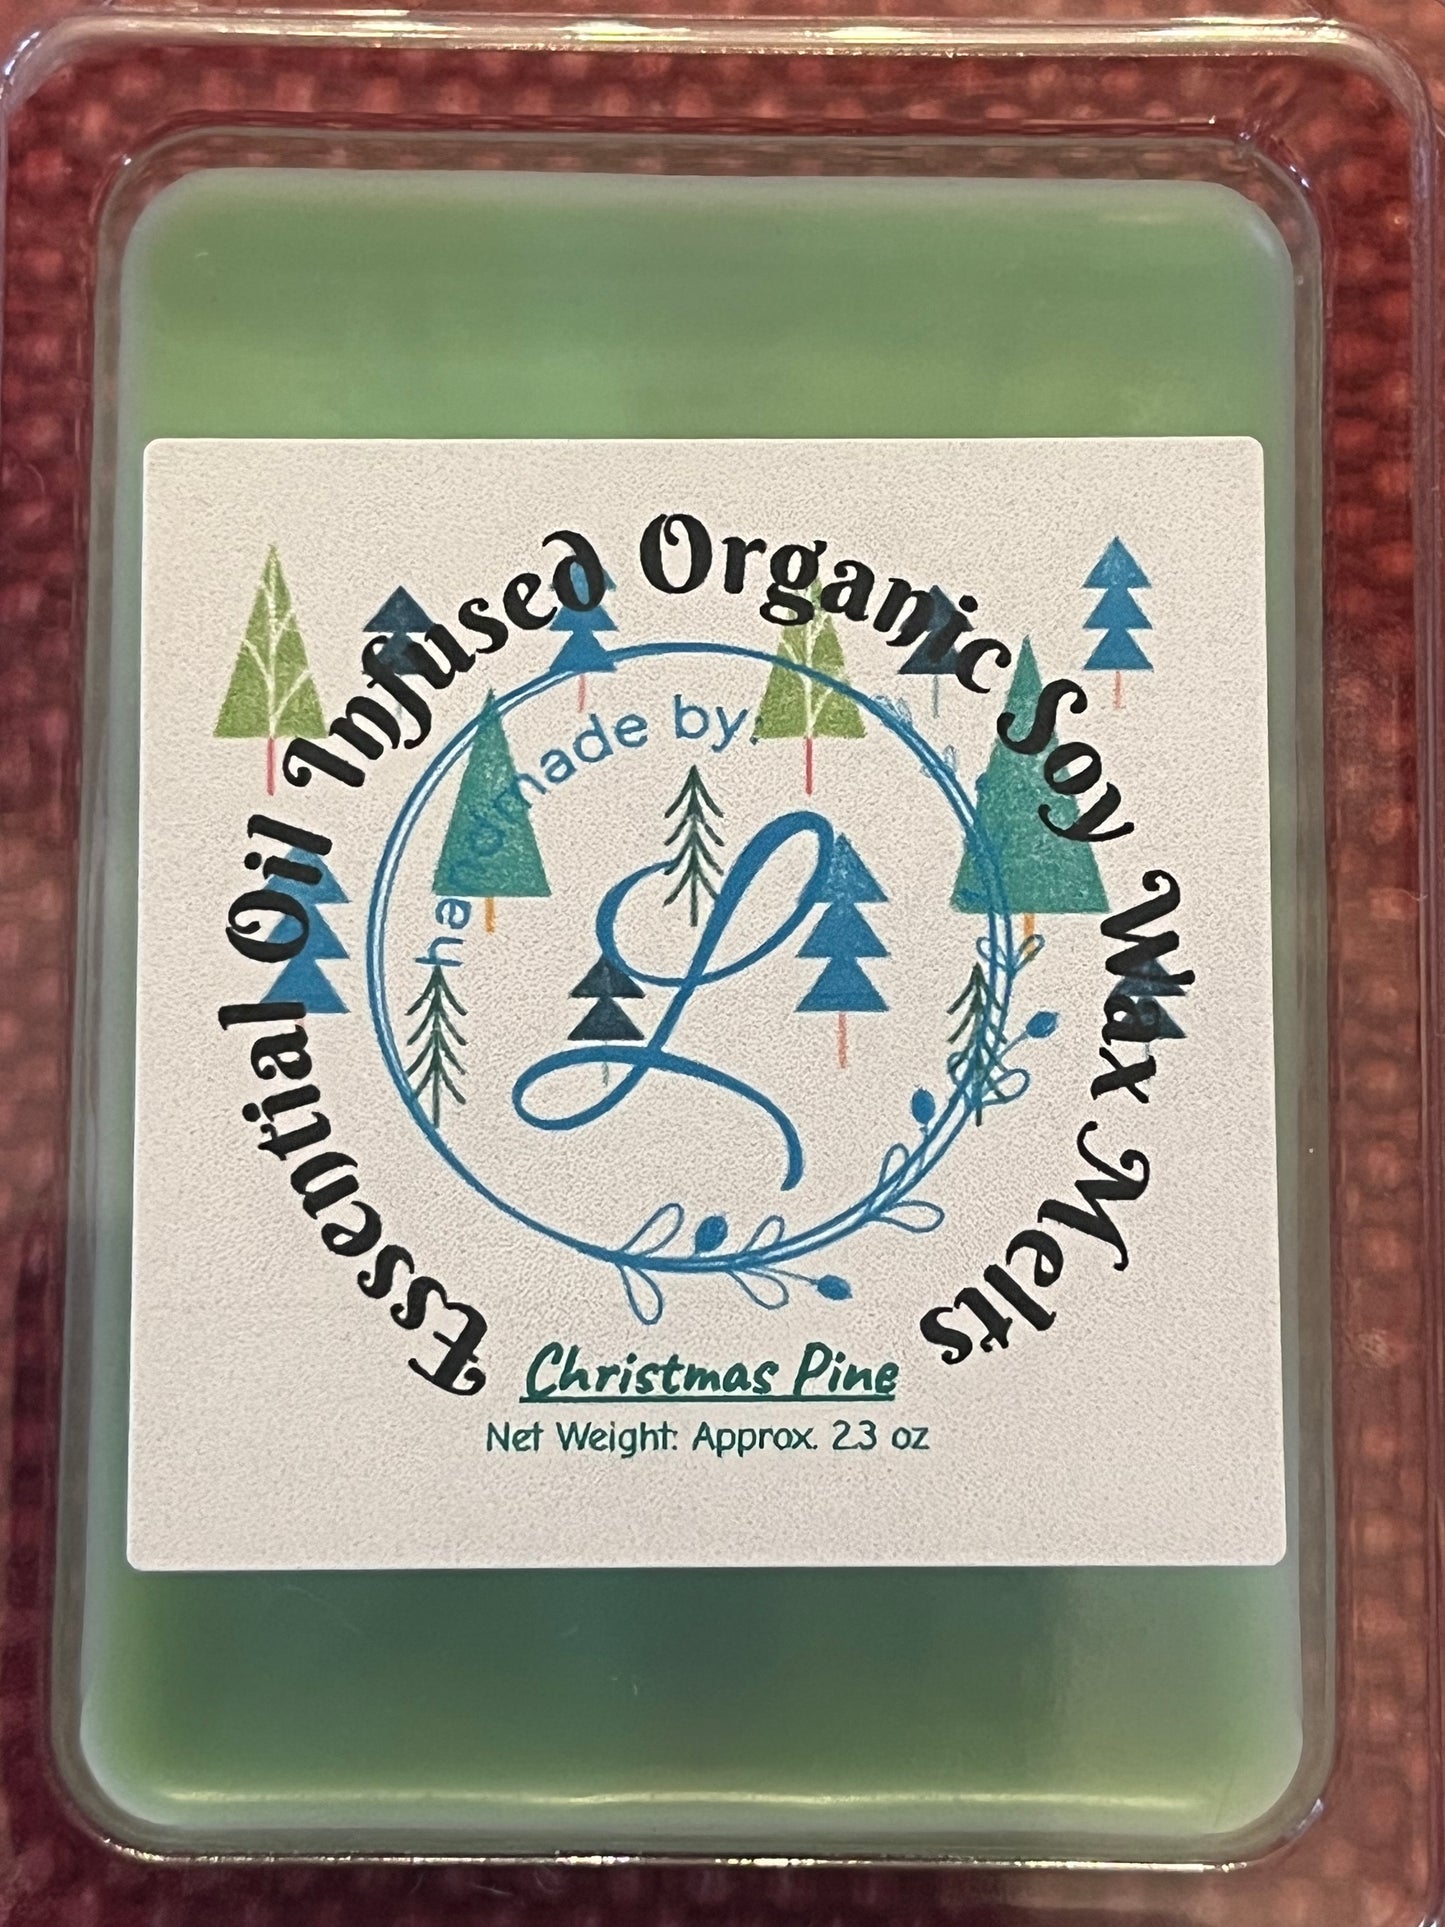 Essential Oil Infused Organic Soy Wax Melts
handmade by:
L
Christmas Pine
Net Weight: Approx. 2.3 oz